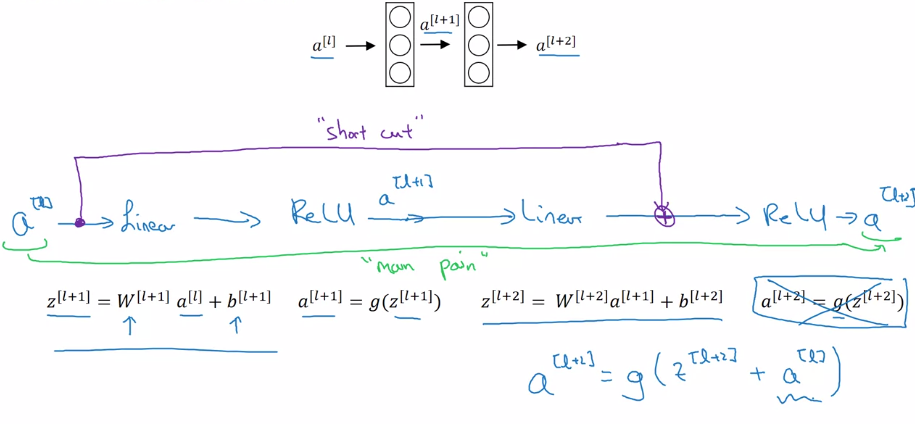 a^[l] → → a^[l+1] → a^[l+2]
"short cut"
a^[l] → Linear → ReLU a^[l+1] → Linear → ReLU → a^[l+2]
"main path"
z^[l+1] = W^[l+1] a^[l] + b^[l+1] a^[l+1] = g(z^[l+1]) z^[l+2] = W^[l+2]a^[l+1] + b^[l+2] a^[l+2] = g(z^[l+2])
a^[l+2] = g(z^[l+2] + a^[l])